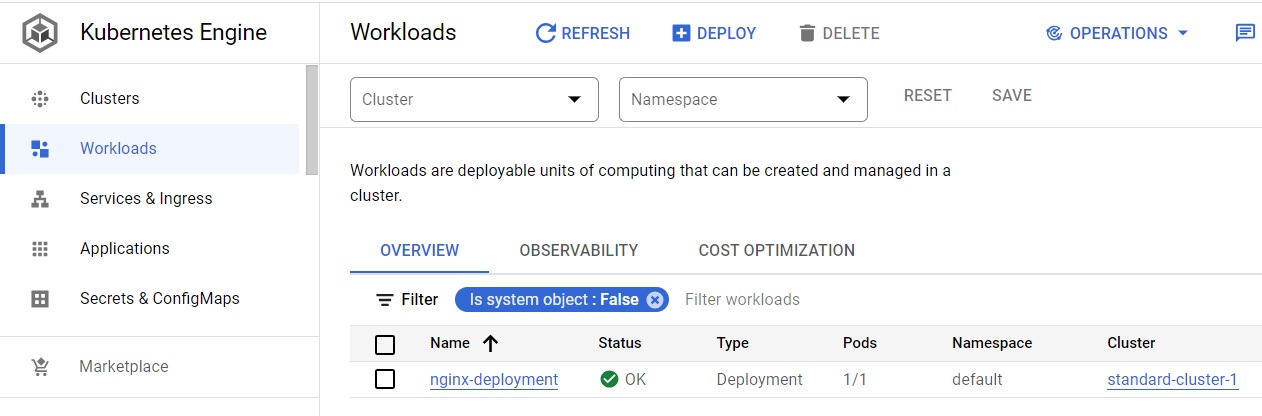 Kubernetes Engine
Workloads
REFRESH
DEPLOY
DELETE
OPERATIONS
Clusters
Workloads
Services & Ingress
Applications
Secrets & ConfigMaps
Marketplace
Cluster
Namespace
RESET
SAVE
Workloads are deployable units of computing that can be created and managed in a
cluster.
OVERVIEW
OBSERVABILITY
COST OPTIMIZATION
Filter
Is system object : False
Filter workloads
Name Status Type Pods Namespace Cluster
nginx-deployment OK Deployment 1/1 default standard-cluster-1